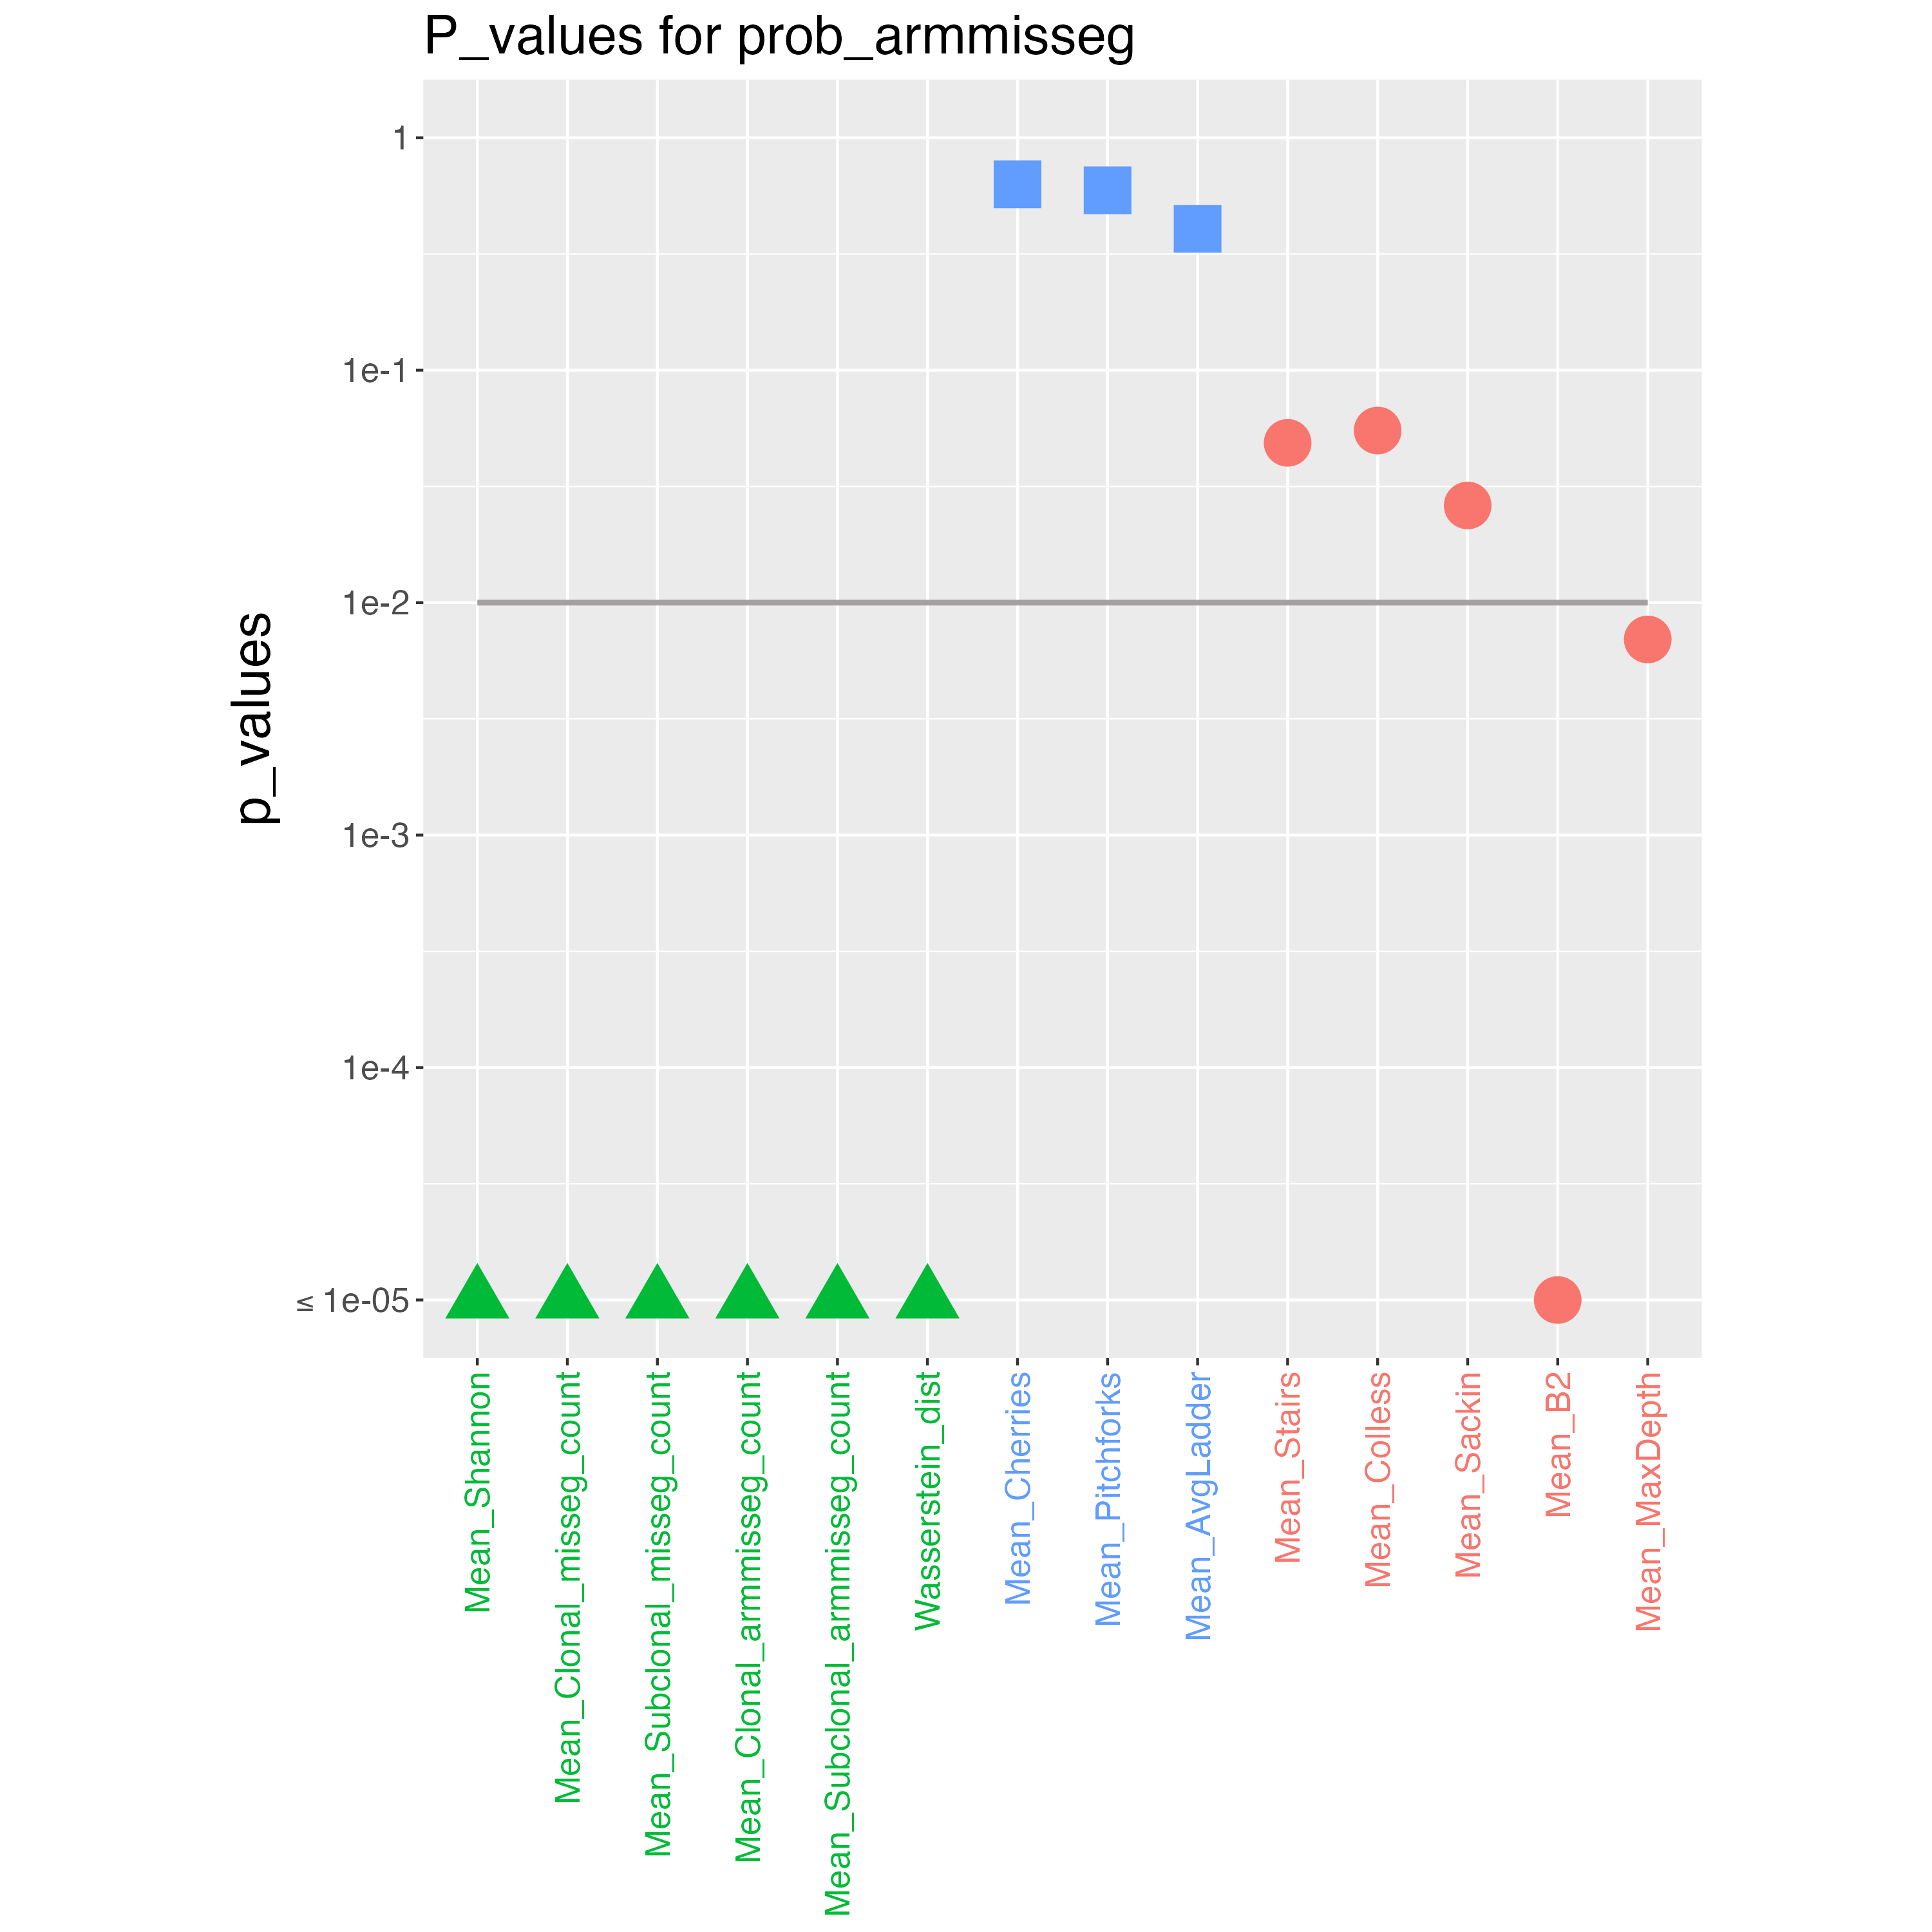 P_values for prob_armmisseg
p_values
1
1e-1
1e-2
1e-3
1e-4
≤ 1e-05
Mean_Shannon
Mean_Clonal_misseg_count
Mean_Subclonal_misseg_count
Mean_Clonal_armmisseg_count
Mean_Subclonal_armmisseg_count
Wasserstein_dist
Mean_Cherries
Mean_Pitchforks
Mean_AvgLadder
Mean_Stairs
Mean_Colless
Mean_Sackin
Mean_B2
Mean_MaxDepth